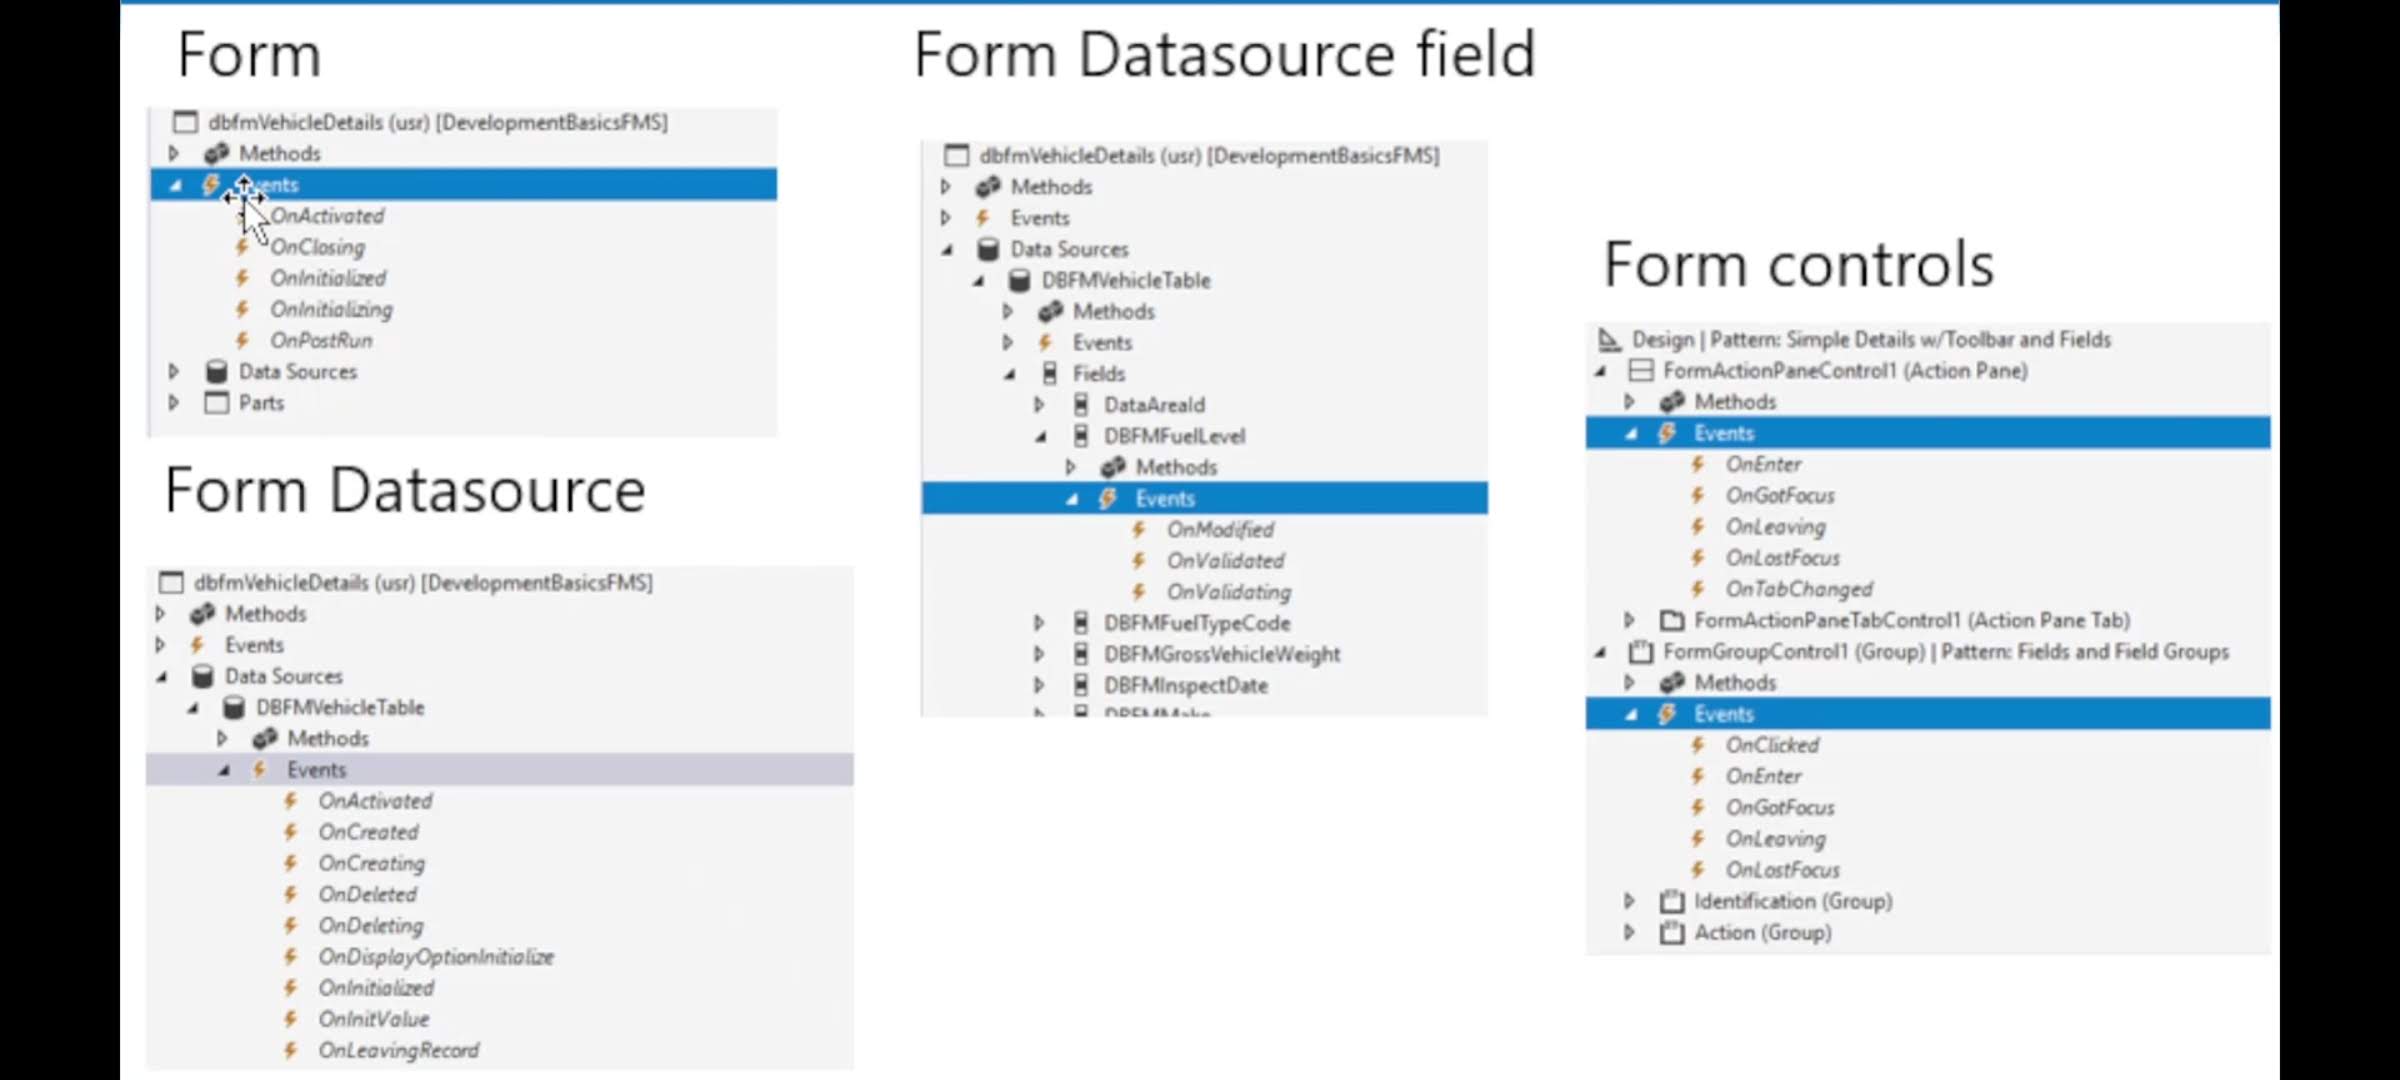 Form
dbfmVehicleDetails (usr) [DevelopmentBasicsFMS]
Methods
Events
OnActivated
OnClosing
OnInitialized
OnInitializing
OnPostRun
Data Sources
Parts
Form Datasource
dbfmVehicleDetails (usr) [DevelopmentBasicsFMS]
Methods
Events
Data Sources
DBFMVehicleTable
Methods
Events
OnActivated
OnCreated
OnCreating
OnDeleted
OnDeleting
OnDisplayOptionInitialize
OnInitialized
OnInitValue
OnLeavingRecord
Form Datasource field
dbfmVehicleDetails (usr) [DevelopmentBasicsFMS]
Methods
Events
Data Sources
DBFMVehicleTable
Methods
Events
Fields
DataAreaId
DBFMFuelLevel
Methods
Events
OnModified
OnValidated
OnValidating
DBFMFuelTypeCode
DBFMGrossVehicleWeight
DBFMInspectDate
DBFMMake
Form controls
Design | Pattern: Simple Details w/Toolbar and Fields
FormActionPaneControl1 (Action Pane)
Methods
Events
OnEnter
OnGotFocus
OnLeaving
OnLostFocus
OnTabChanged
FormActionPaneTabControl1 (Action Pane Tab)
FormGroupControl1 (Group) | Pattern: Fields and Field Groups
Methods
Events
OnClicked
OnEnter
OnGotFocus
OnLeaving
OnLostFocus
Identification (Group)
Action (Group)